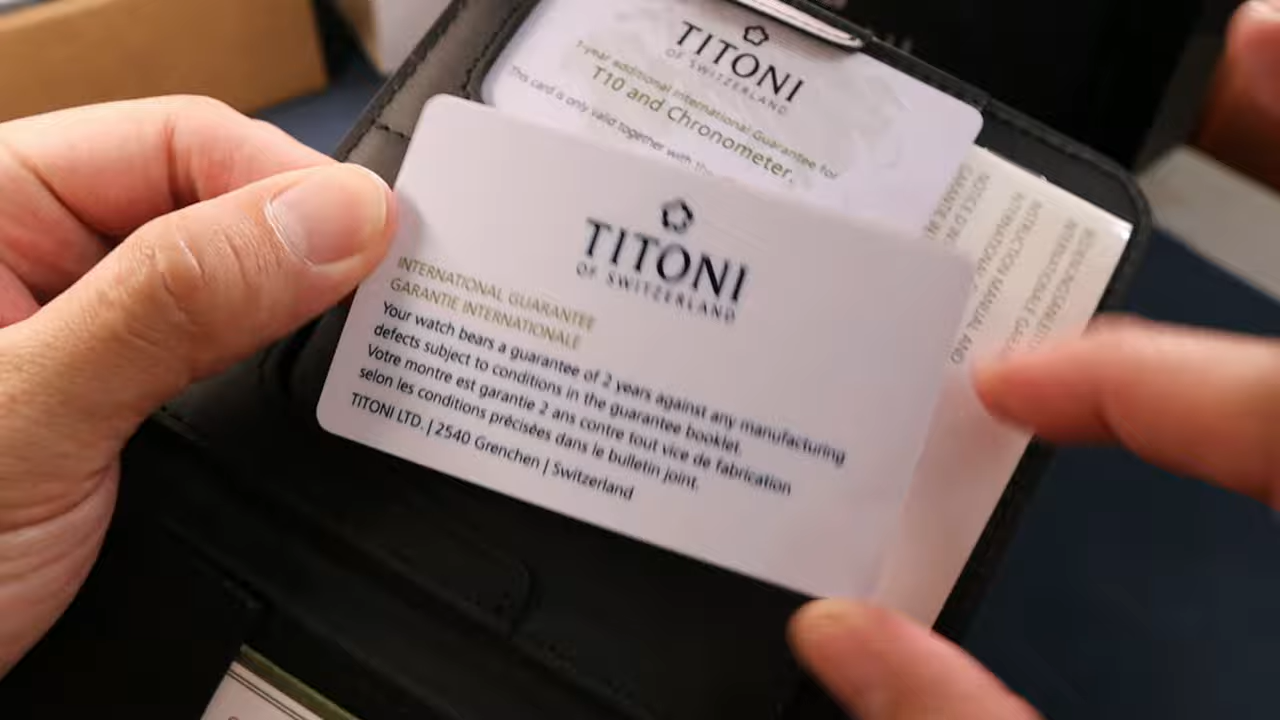 TITONI
OF SWITZERLAND
1-year additional International Guarantee for
T10 and Chronometer.
This card is only valid together with
TITONI
OF SWITZERLAND
INTERNATIONAL GUARANTEE
GARANTIE INTERNATIONALE
Your watch bears a guarantee of 2 years against any manufacturing
defects subject to conditions in the guarantee booklet.
Votre montre est garantie 2 ans contre tout vice de fabrication
selon les conditions précisées dans le bulletin joint.
TITONI LTD. | 2540 Grenchen | Switzerland
INSTRUCTION MANUAL AND